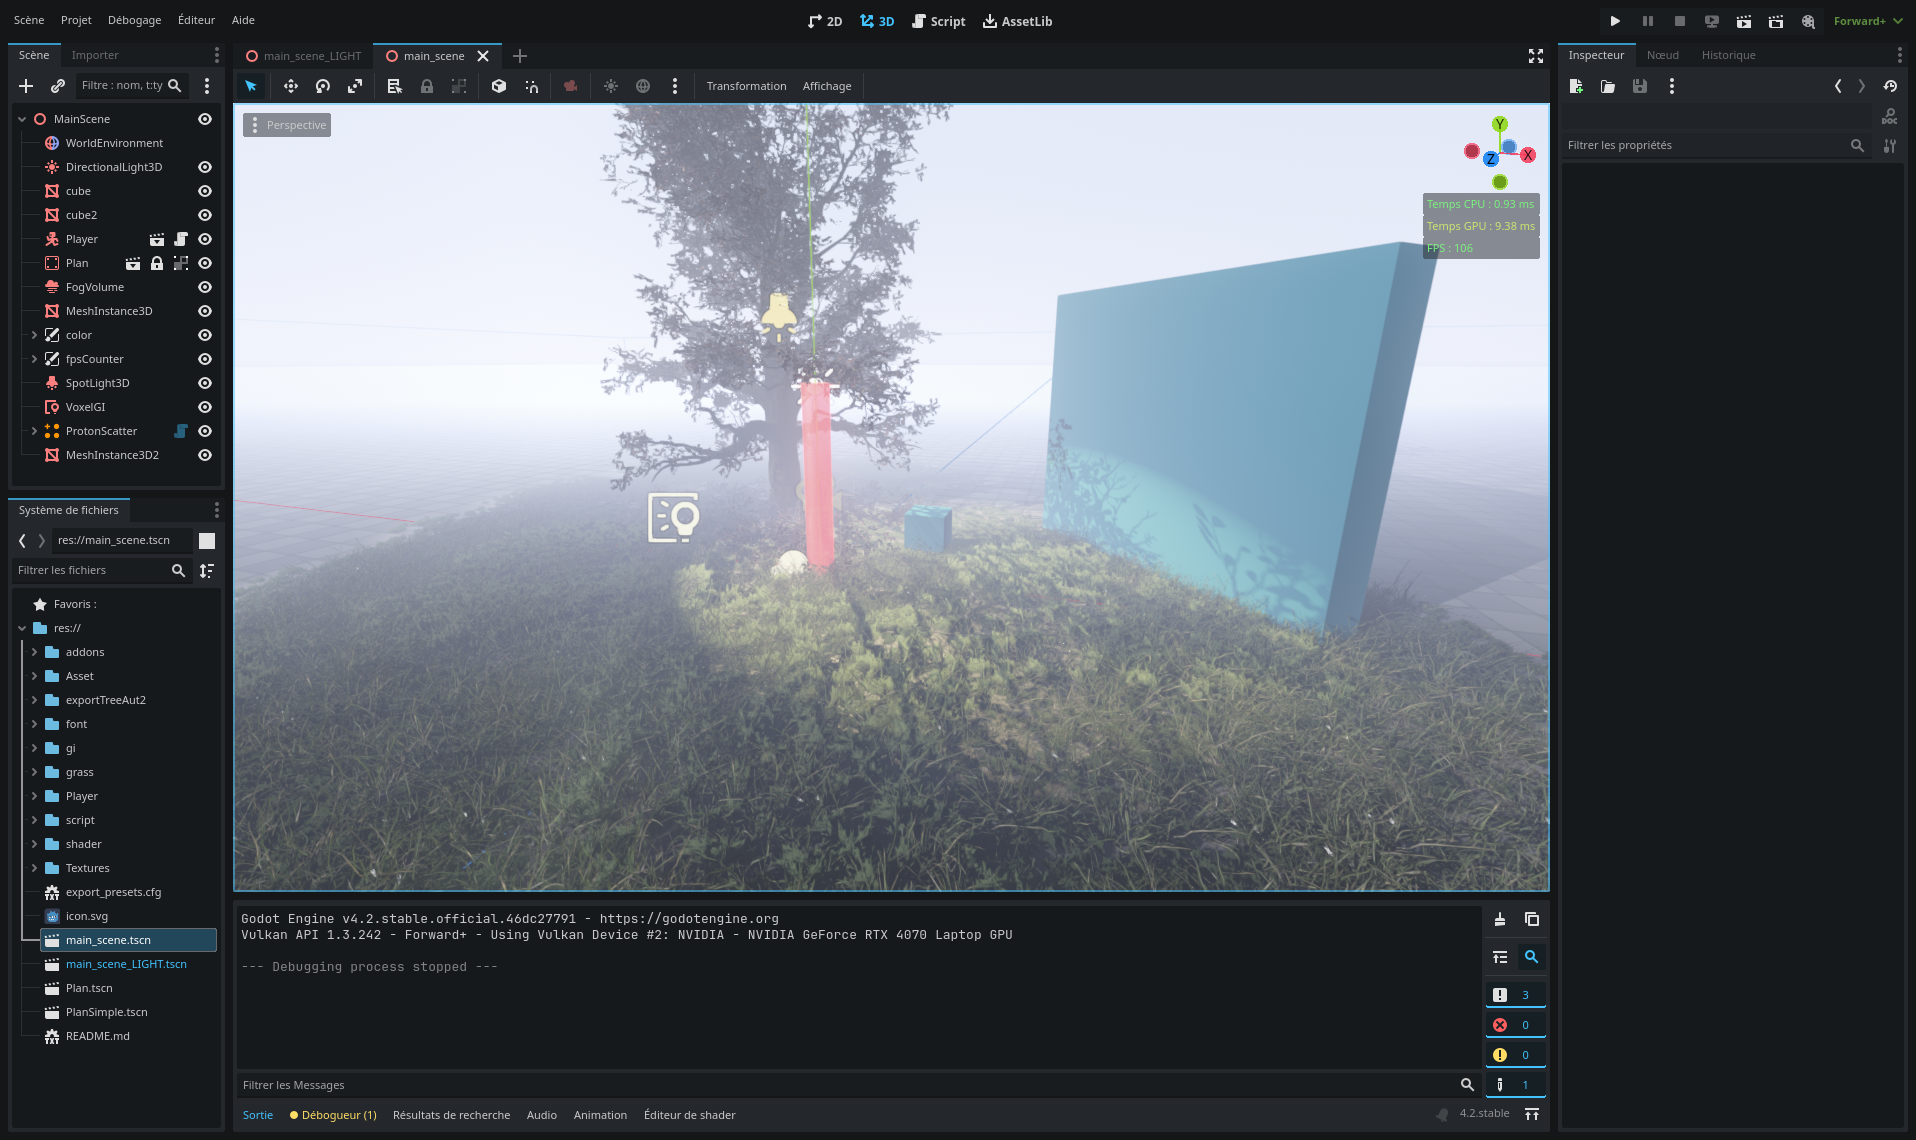 Scène Projet Débogage Éditeur Aide
2D 3D Script AssetLib
Forward+
Scène Importer
Filtre : nom, t:ty
MainScene
WorldEnvironment
DirectionalLight3D
cube
cube2
Player
Plan
FogVolume
MeshInstance3D
color
fpsCounter
SpotLight3D
VoxelGI
ProtonScatter
MeshInstance3D2
Système de fichiers
res://main_scene.tscn
Filtrer les fichiers
Favoris :
res://
addons
Asset
exportTreeAut2
font
gi
grass
Player
script
shader
Textures
export_presets.cfg
icon.svg
main_scene.tscn
main_scene_LIGHT.tscn
Plan.tscn
PlanSimple.tscn
README.md
main_scene_LIGHT main_scene
Transformation Affichage
Perspective
Y
Z X
Temps CPU : 0.93 ms
Temps GPU : 9.38 ms
FPS : 106
Godot Engine v4.2.stable.official.46dc27791 - https://godotengine.org
Vulkan API 1.3.242 - Forward+ - Using Vulkan Device #2: NVIDIA - NVIDIA GeForce RTX 4070 Laptop GPU
--- Debugging process stopped ---
3
0
0
1
Filtrer les Messages
Sortie Débogueur (1) Résultats de recherche Audio Animation Éditeur de shader
4.2.stable
Inspecteur Nœud Historique
DOC
Filtrer les propriétés